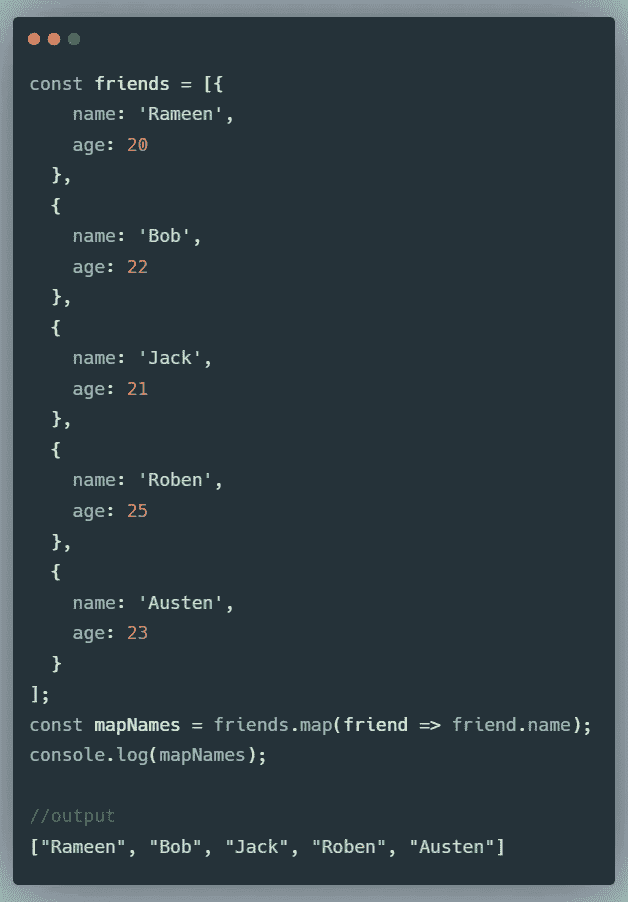 const friends = [{
    name: 'Rameen',
    age: 20
  },
  {
    name: 'Bob',
    age: 22
  },
  {
    name: 'Jack',
    age: 21
  },
  {
    name: 'Roben',
    age: 25
  },
  {
    name: 'Austen',
    age: 23
  }
];
const mapNames = friends.map(friend => friend.name);
console.log(mapNames);

//output
["Rameen", "Bob", "Jack", "Roben", "Austen"]